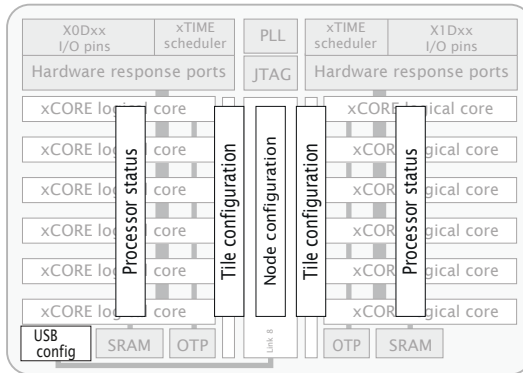 X0Dxx
I/O pins
xTIME
scheduler
PLL
xTIME
scheduler
X1Dxx
I/O pins
Hardware response ports
JTAG
Hardware response ports
xCORE logical core
xCORE logical core
xCORE logical core
xCORE logical core
xCORE logical core
xCORE logical core
Processor status
Tile configuration
Node configuration
Tile configuration
Processor status
xCORE logical core
xCORE logical core
xCORE logical core
xCORE logical core
xCORE logical core
xCORE logical core
USB
config
SRAM
OTP
Link 8
OTP
SRAM